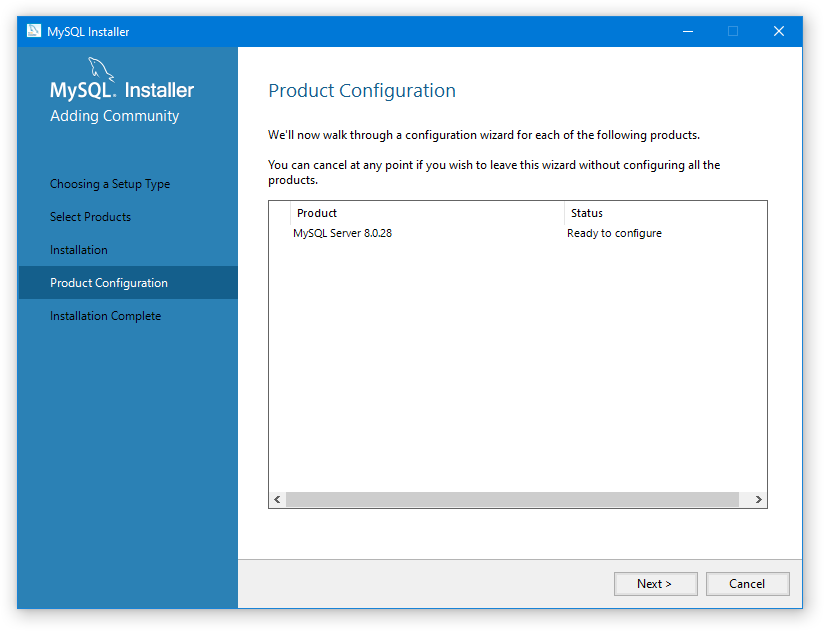 MySQL Installer
MySQL. Installer
Adding Community
Choosing a Setup Type
Select Products
Installation
Product Configuration
Installation Complete
Product Configuration
We'll now walk through a configuration wizard for each of the following products.
You can cancel at any point if you wish to leave this wizard without configuring all the
products.
Product Status
MySQL Server 8.0.28 Ready to configure
Next > Cancel